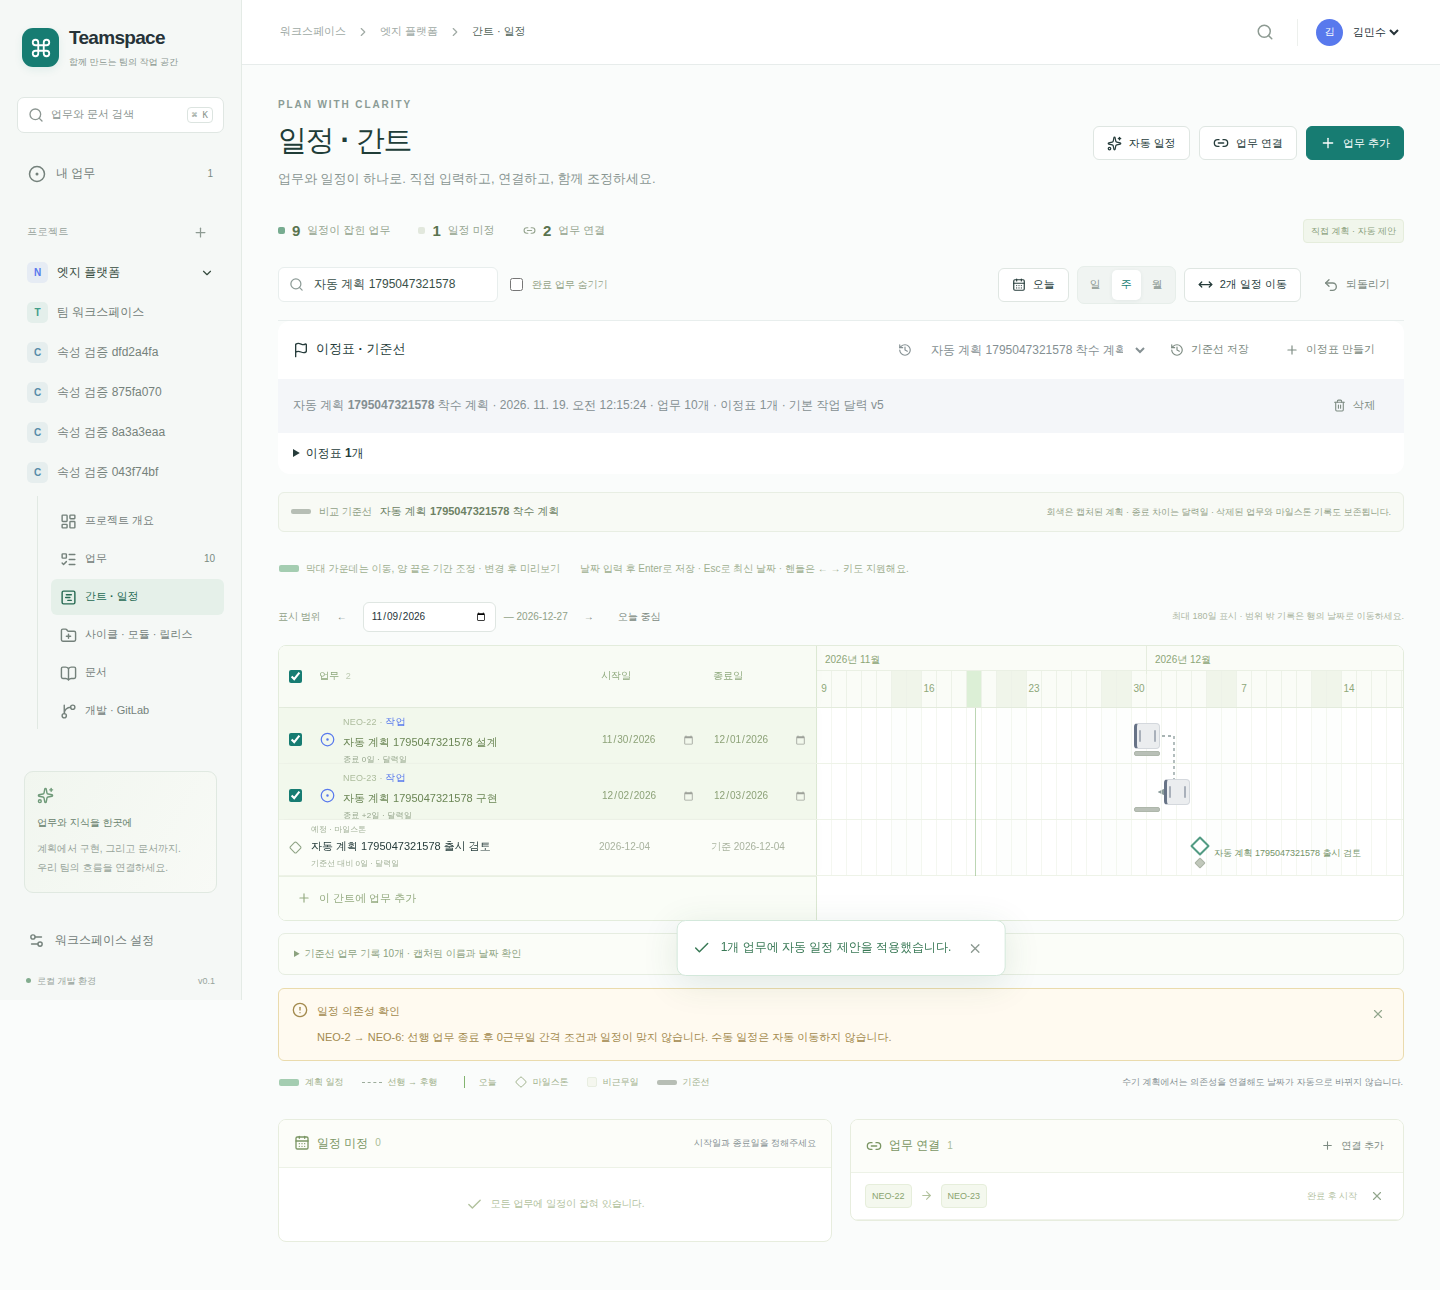 Teamspace
함께 만드는 팀의 작업 공간
업무와 문서 검색
⌘ K
내 업무
1
프로젝트
N
엣지 플랫폼
T
팀 워크스페이스
C
속성 검증 dfd2a4fa
C
속성 검증 875fa070
C
속성 검증 8a3a3eaa
C
속성 검증 043f74bf
프로젝트 개요
업무
10
간트 · 일정
사이클 · 모듈 · 릴리스
문서
개발 · GitLab
업무와 지식을 한곳에
계획에서 구현, 그리고 문서까지.
우리 팀의 흐름을 연결하세요.
워크스페이스 설정
로컬 개발 환경
v0.1
워크스페이스
엣지 플랫폼
간트 · 일정
김
김민수
PLAN WITH CLARITY
일정 · 간트
업무와 일정이 하나로. 직접 입력하고, 연결하고, 함께 조정하세요.
자동 일정
업무 연결
업무 추가
9 일정이 잡힌 업무
1 일정 미정
2 업무 연결
직접 계획 · 자동 제안
자동 계획 1795047321578
완료 업무 숨기기
오늘
일
주
월
2개 일정 이동
되돌리기
이정표 · 기준선
자동 계획 1795047321578 착수 계획
기준선 저장
이정표 만들기
자동 계획 1795047321578 착수 계획 · 2026. 11. 19. 오전 12:15:24 · 업무 10개 · 이정표 1개 · 기본 작업 달력 v5
삭제
이정표 1개
비교 기준선
자동 계획 1795047321578 착수 계획
회색은 캡처된 계획 · 종료 차이는 달력일 · 삭제된 업무와 마일스톤 기록도 보존됩니다.
막대 가운데는 이동, 양 끝은 기간 조정 · 변경 후 미리보기
날짜 입력 후 Enter로 저장 · Esc로 최신 날짜 · 핸들은 ← → 키도 지원해요.
표시 범위
←
11/09/2026
— 2026-12-27
→
오늘 중심
최대 180일 표시 · 범위 밖 기록은 행의 날짜로 이동하세요.
업무 2
시작일
종료일
2026년 11월
2026년 12월
9
16
23
30
7
14
NEO-22 · 작업
자동 계획 1795047321578 설계
종료 0일 · 달력일
11/30/2026
12/01/2026
NEO-23 · 작업
자동 계획 1795047321578 구현
종료 +2일 · 달력일
12/02/2026
12/03/2026
예정 · 마일스톤
자동 계획 1795047321578 출시 검토
기준선 대비 0일 · 달력일
2026-12-04
기준 2026-12-04
자동 계획 1795047321578 출시 검토
이 간트에 업무 추가
기준선 업무 기록 10개 · 캡처된 이름과 날짜 확인
1개 업무에 자동 일정 제안을 적용했습니다.
일정 의존성 확인
NEO-2 → NEO-6: 선행 업무 종료 후 0근무일 간격 조건과 일정이 맞지 않습니다. 수동 일정은 자동 이동하지 않습니다.
계획 일정
선행 → 후행
오늘
마일스톤
비근무일
기준선
수기 계획에서는 의존성을 연결해도 날짜가 자동으로 바뀌지 않습니다.
일정 미정 0
시작일과 종료일을 정해주세요
모든 업무에 일정이 잡혀 있습니다.
업무 연결 1
연결 추가
NEO-22
NEO-23
완료 후 시작